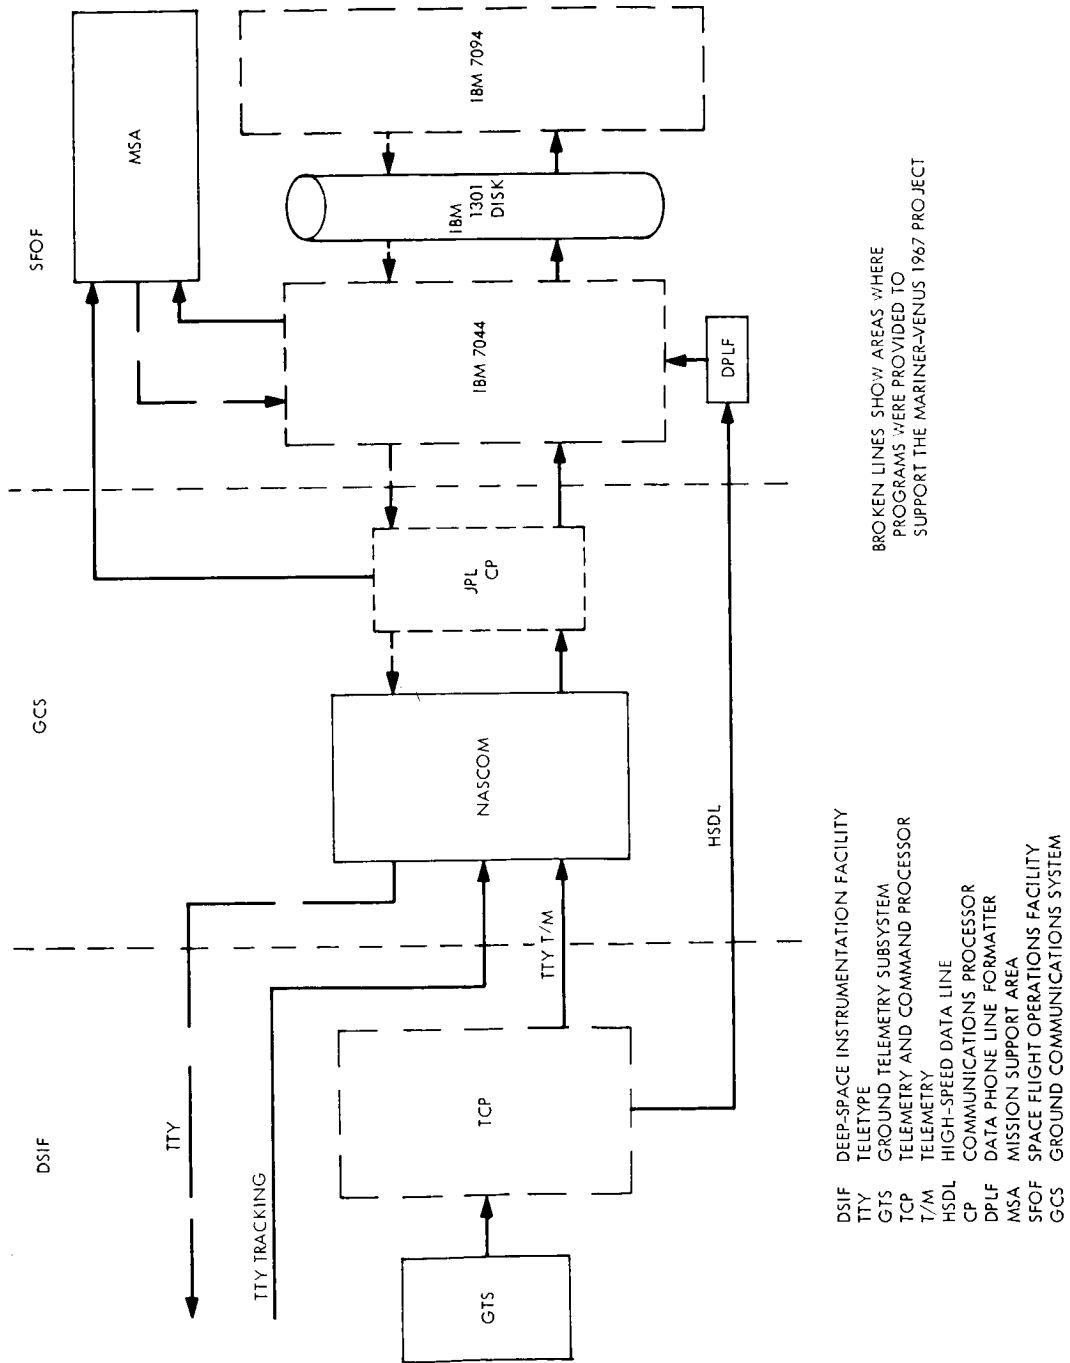 DSIF
GCS
SFOF
TTY
TTY TRACKING
GTS
TCP
TTY T/M
HSDL
NASCOM
JPL
CP
IBM 7044
DPLF
MSA
IBM
1301
DISK
IBM 7094
DSIF DEEP-SPACE INSTRUMENTATION FACILITY
TTY TELETYPE
GTS GROUND TELEMETRY SUBSYSTEM
TCP TELEMETRY AND COMMAND PROCESSOR
T/M TELEMETRY
HSDL HIGH-SPEED DATA LINE
CP COMMUNICATIONS PROCESSOR
DPLF DATA PHONE LINE FORMATTER
MSA MISSION SUPPORT AREA
SFOF SPACE FLIGHT OPERATIONS FACILITY
GCS GROUND COMMUNICATIONS SYSTEM
BROKEN LINES SHOW AREAS WHERE
PROGRAMS WERE PROVIDED TO
SUPPORT THE MARINER-VENUS 1967 PROJECT